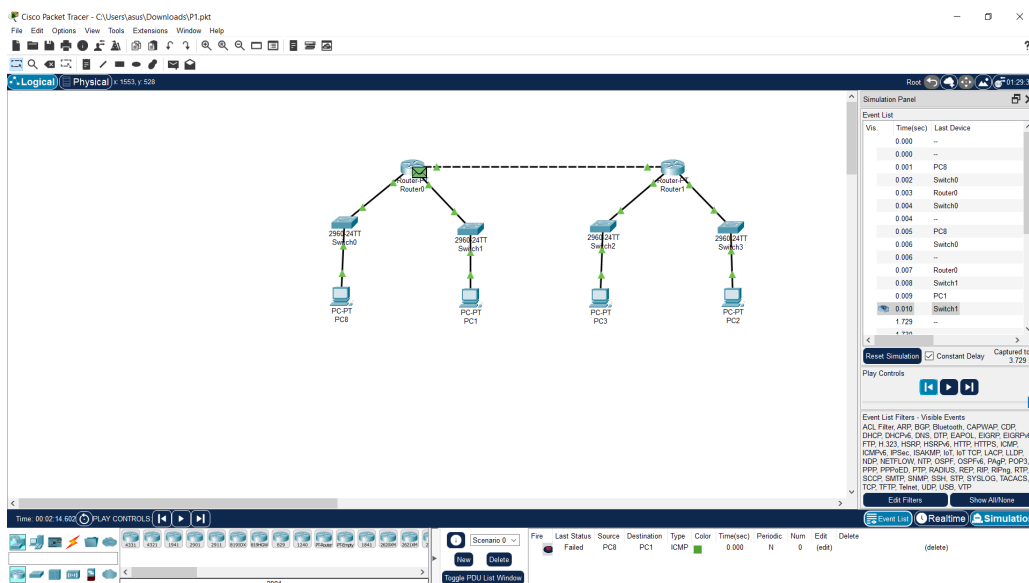 Cisco Packet Tracer - C:\Users\asus\Downloads\P1.pkt
File Edit Options View Tools Extensions Window Help
?
Logical Physical x: 1553, y: 528
Root 01:29:3
Simulation Panel
Event List
Vis. Time(sec) Last Device
0.000 --
0.000 --
0.001 PC8
0.002 Switch0
0.003 Router0
0.004 Switch0
0.004 --
0.005 PC8
0.006 Switch0
0.006 --
0.007 Router0
0.008 Switch1
0.009 PC1
0.010 Switch1
1.729 --
Reset Simulation Constant Delay Captured to
3.729
Play Controls
Event List Filters - Visible Events
ACL Filter, ARP, BGP, Bluetooth, CAPWAP, CDP,
DHCP, DHCPv6, DNS, DTP, EAPOL, EIGRP, EIGRPv6
FTP, H.323, HSRP, HSRPv6, HTTP, HTTPS, ICMP,
ICMPv6, IPSec, ISAKMP, IoT, IoT TCP, LACP, LLDP,
NDP, NETFLOW, NTP, OSPF, OSPFv6, PAgP, POP3,
PPP, PPPoED, PTP, RADIUS, REP, RIP, RIPng, RTP,
SCCP, SMTP, SNMP, SSH, STP, SYSLOG, TACACS,
TCP, TFTP, Telnet, UDP, USB, VTP
Edit Filters Show All/None
Event List Realtime Simulation
Router-PT
Router0
Router-PT
Router1
2960-24TT
Switch0
2960-24TT
Switch1
2960-24TT
Switch2
2960-24TT
Switch3
PC-PT
PC8
PC-PT
PC1
PC-PT
PC3
PC-PT
PC2
Time: 00:02:14.602 PLAY CONTROLS:
4331 4321 1941 2901 2911 819IOX 819HGW 829 1240 PT-Router PT-Empty 1841 2620XM 2621XM
Scenario 0
New Delete
Toggle PDU List Window
Fire Last Status Source Destination Type Color Time(sec) Periodic Num Edit Delete
Failed PC8 PC1 ICMP 0.000 N 0 (edit) (delete)